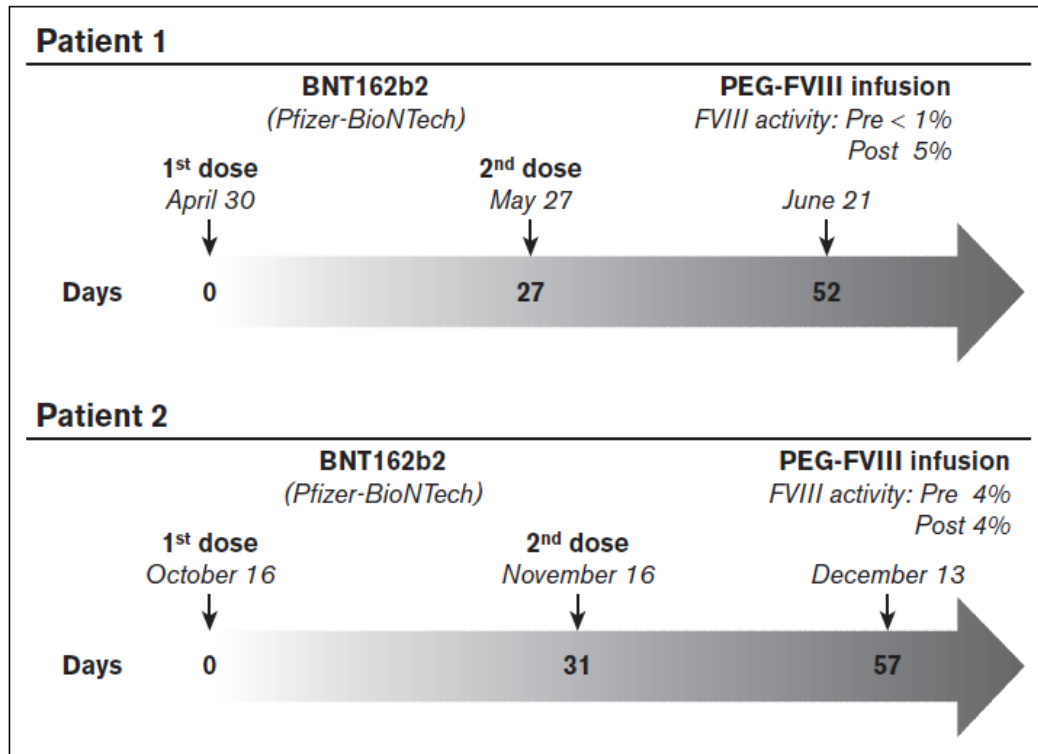 Patient 1
BNT162b2
(Pfizer-BioNTech)
PEG-FVIII infusion
FVIII activity: Pre < 1%
Post 5%
1st dose
April 30
2nd dose
May 27
June 21
Days 0 27 52
Patient 2
BNT162b2
(Pfizer-BioNTech)
PEG-FVIII infusion
FVIII activity: Pre 4%
Post 4%
1st dose
October 16
2nd dose
November 16
December 13
Days 0 31 57